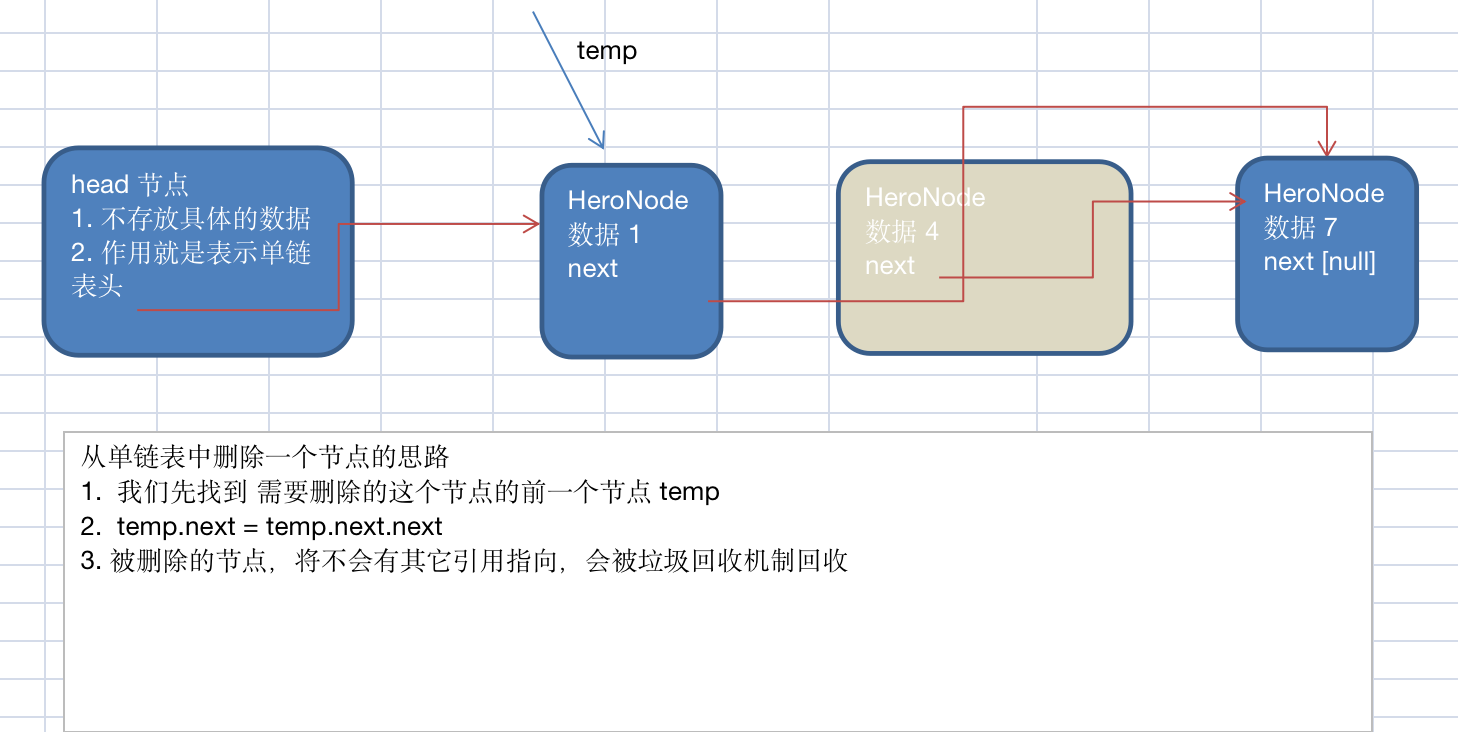 temp
head 节点
1. 不存放具体的数据
2. 作用就是表示单链
表头
HeroNode
数据 1
next
HeroNode
数据 4
next
HeroNode
数据 7
next [null]
从单链表中删除一个节点的思路
1. 我们先找到 需要删除的这个节点的前一个节点 temp
2. temp.next = temp.next.next
3. 被删除的节点，将不会有其它引用指向，会被垃圾回收机制回收